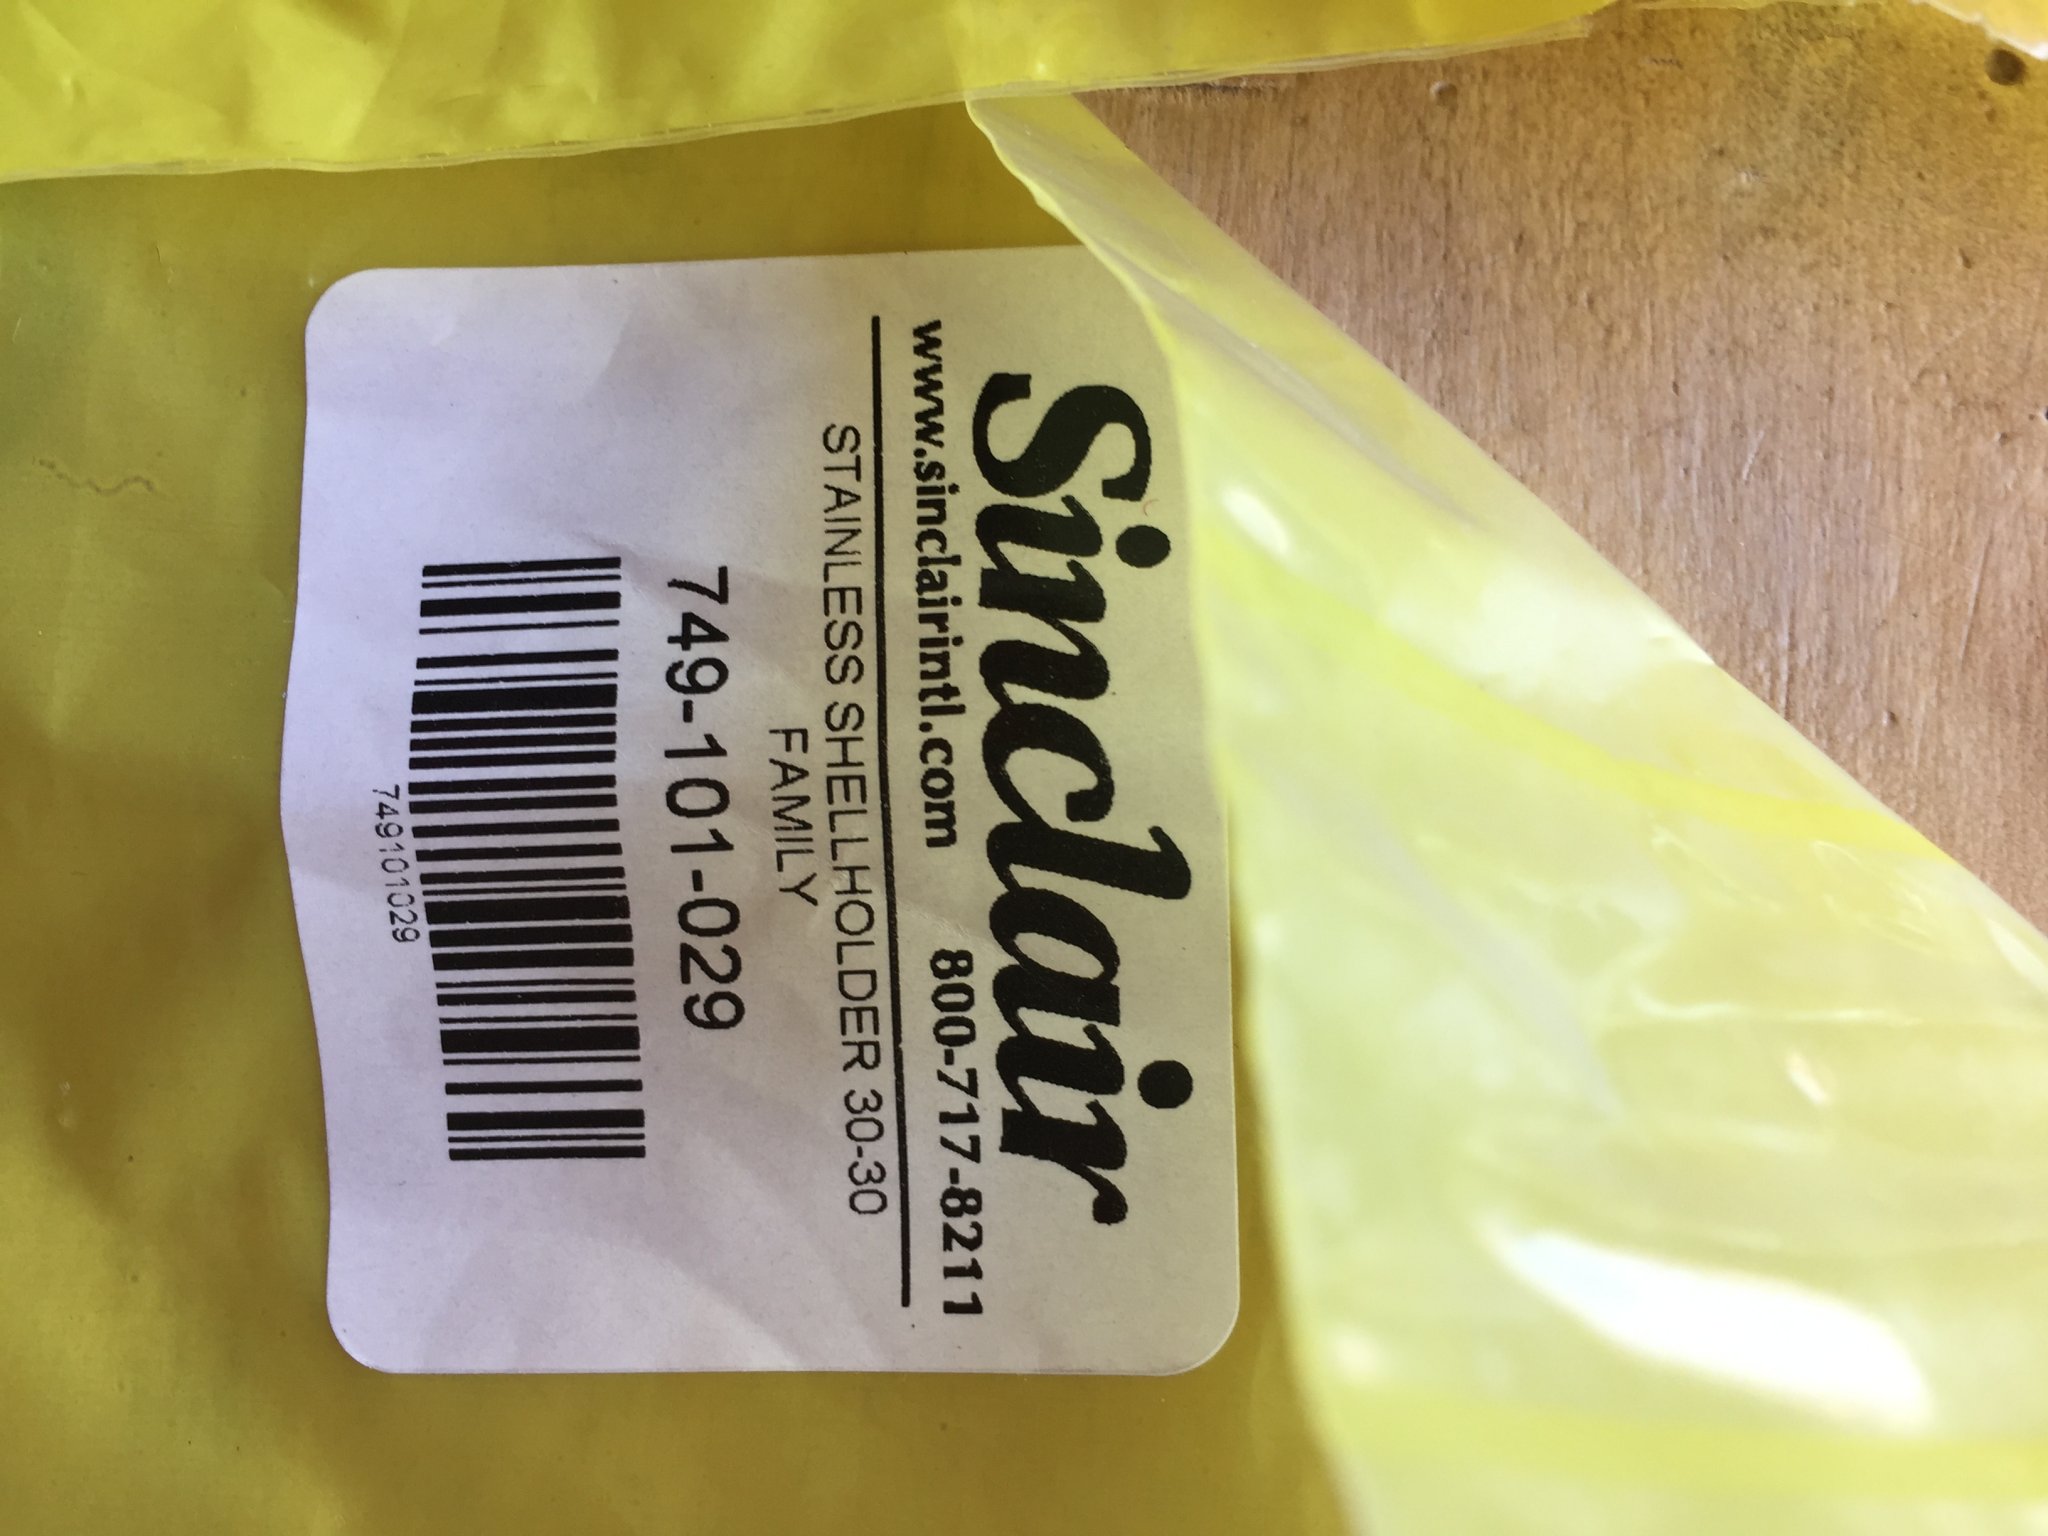 Sinclair
www.sinclairintl.com 800-717-8211
STAINLESS SHELLHOLDER 30-30
FAMILY
749-101-029
749101029